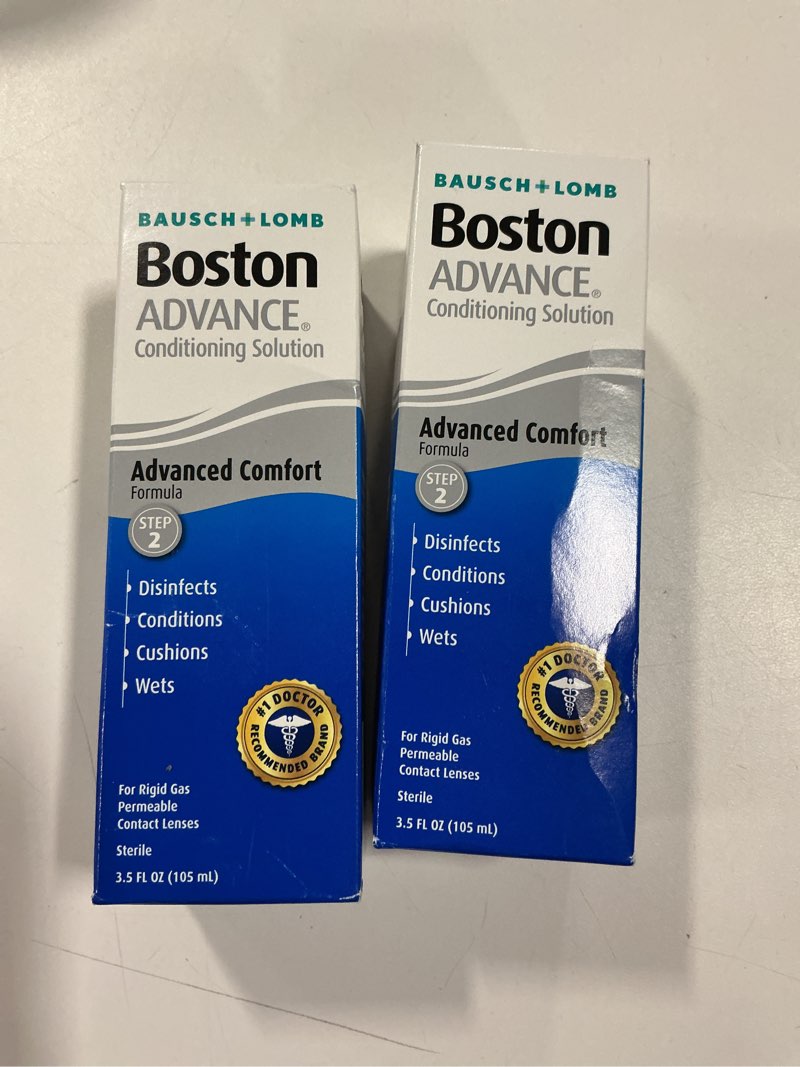 BAUSCH+LOMB
Boston
ADVANCE®
Conditioning Solution
Advanced Comfort
Formula
STEP
2
Disinfects
Conditions
Cushions
Wets
#1 DOCTOR
RECOMMENDED BRAND
For Rigid Gas
Permeable
Contact Lenses
Sterile
3.5 FL OZ (105 mL)
BAUSCH+LOMB
Boston
ADVANCE®
Conditioning Solution
Advanced Comfort
Formula
STEP
2
Disinfects
Conditions
Cushions
Wets
#1 DOCTOR
RECOMMENDED BRAND
For Rigid Gas
Permeable
Contact Lenses
Sterile
3.5 FL OZ (105 mL)